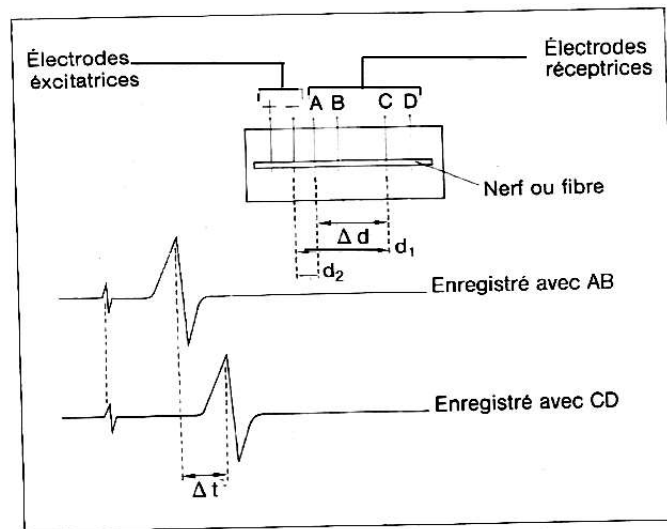 Électrodes
éxcitatrices
Électrodes
réceptrices
+ − A B C D
Nerf ou fibre
Δ d
d₁
d₂
Enregistré avec AB
Enregistré avec CD
Δ t